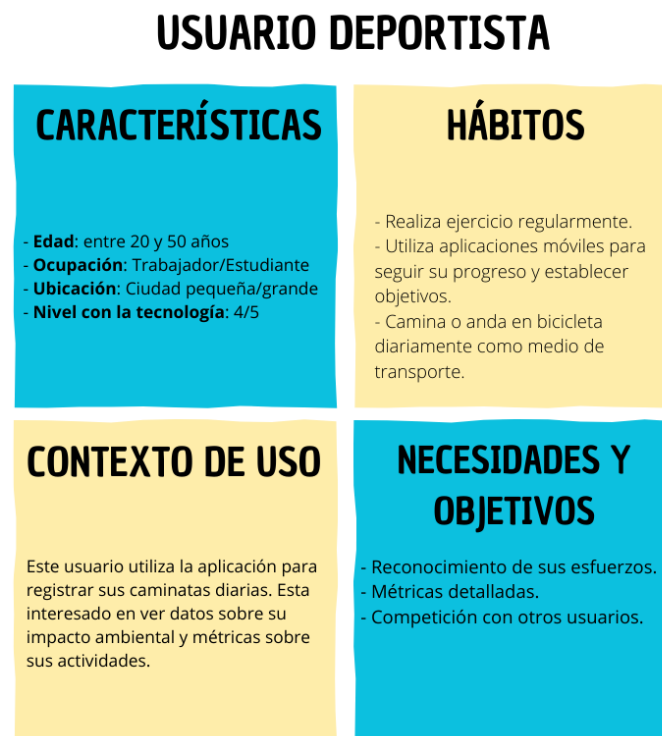 USUARIO DEPORTISTA
CARACTERÍSTICAS
- Edad: entre 20 y 50 años
- Ocupación: Trabajador/Estudiante
- Ubicación: Ciudad pequeña/grande
- Nivel con la tecnología: 4/5
HÁBITOS
- Realiza ejercicio regularmente.
- Utiliza aplicaciones móviles para
seguir su progreso y establecer
objetivos.
- Camina o anda en bicicleta
diariamente como medio de
transporte.
CONTEXTO DE USO
Este usuario utiliza la aplicación para
registrar sus caminatas diarias. Esta
interesado en ver datos sobre su
impacto ambiental y métricas sobre
sus actividades.
NECESIDADES Y
OBJETIVOS
- Reconocimiento de sus esfuerzos.
- Métricas detalladas.
- Competición con otros usuarios.